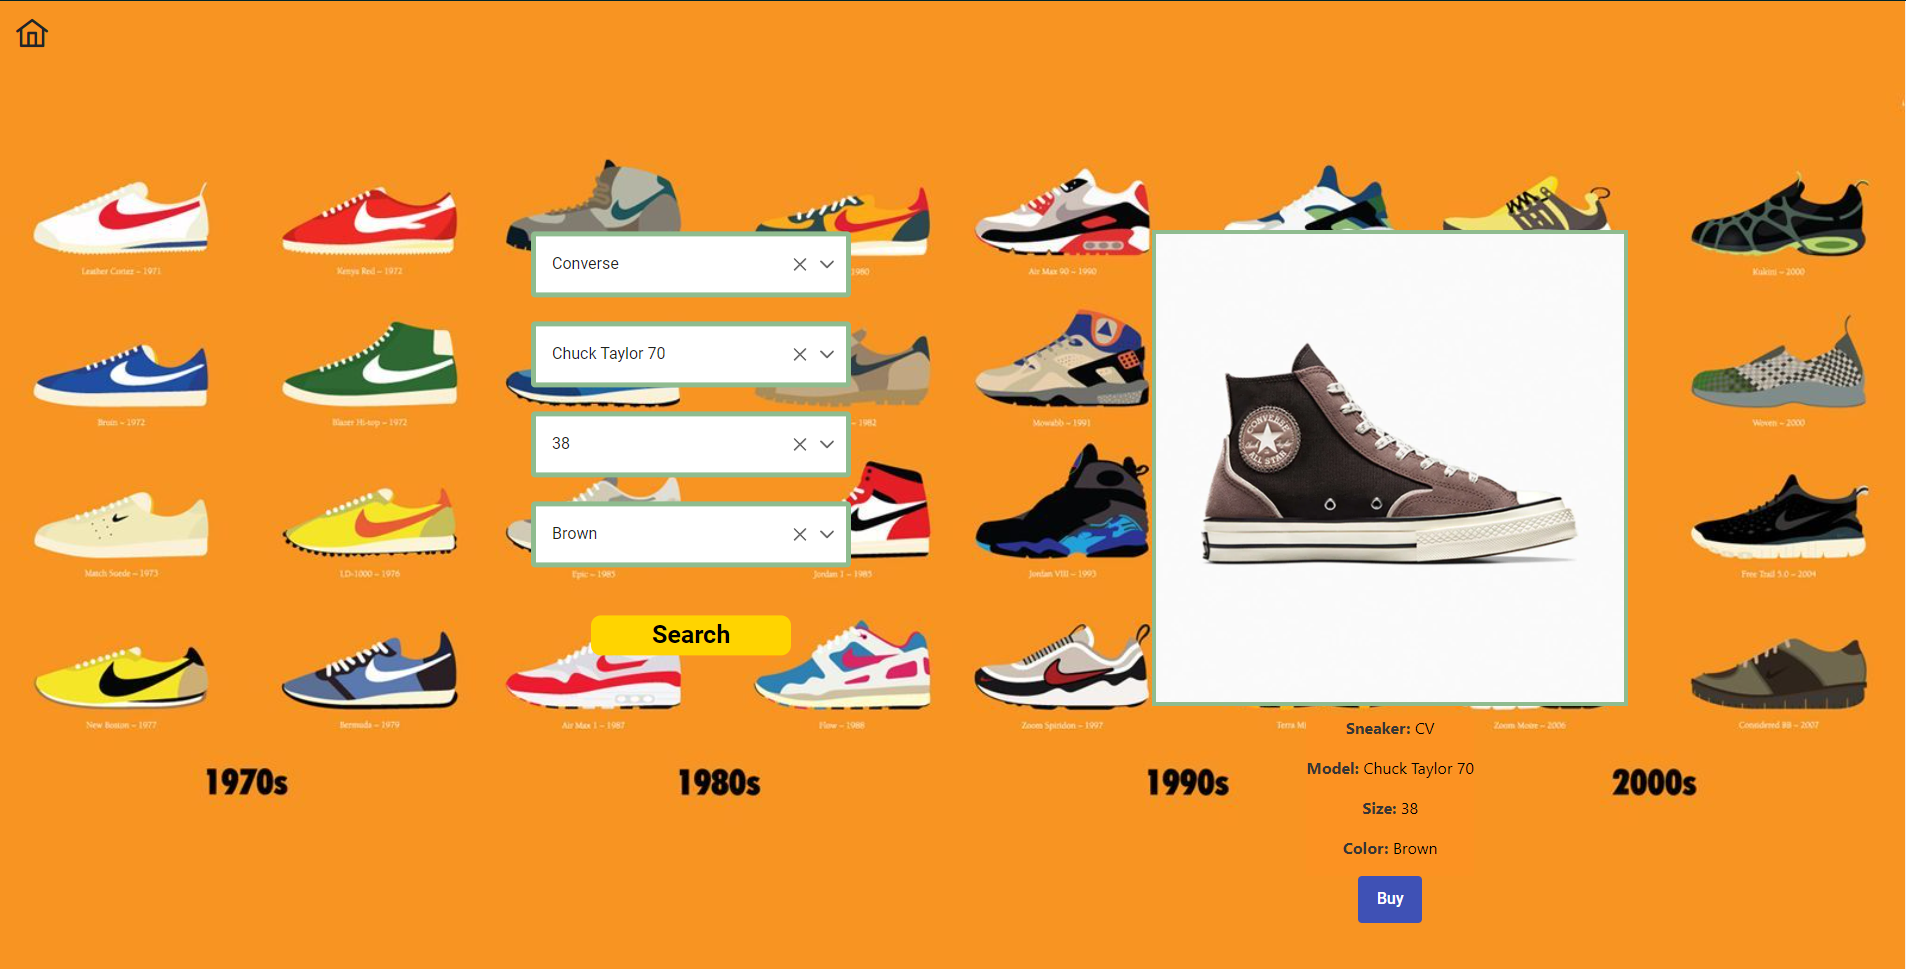 Converse
Chuck Taylor 70
38
Brown
Search
CONVERSE
ALL STAR
Sneaker: CV
Model: Chuck Taylor 70
Size: 38
Color: Brown
Buy
Leather Cortez – 1971
Kenya Red – 1972
1980
Air Max 90 – 1990
Kukini – 2000
Bruin – 1972
Blazer Hi-top – 1972
– 1982
Mowabb – 1991
Woven – 2000
Match Suede – 1973
LD-1000 – 1976
Epic – 1985
Jordan 1 – 1985
Jordan VIII – 1993
Free Trail 5.0 – 2004
New Boston – 1977
Bermuda – 1979
Air Max 1 – 1987
Flow – 1988
Zoom Spiridon – 1997
Terra Mi
Zoom Moire – 2006
Considered BB – 2007
1970s
1980s
1990s
2000s